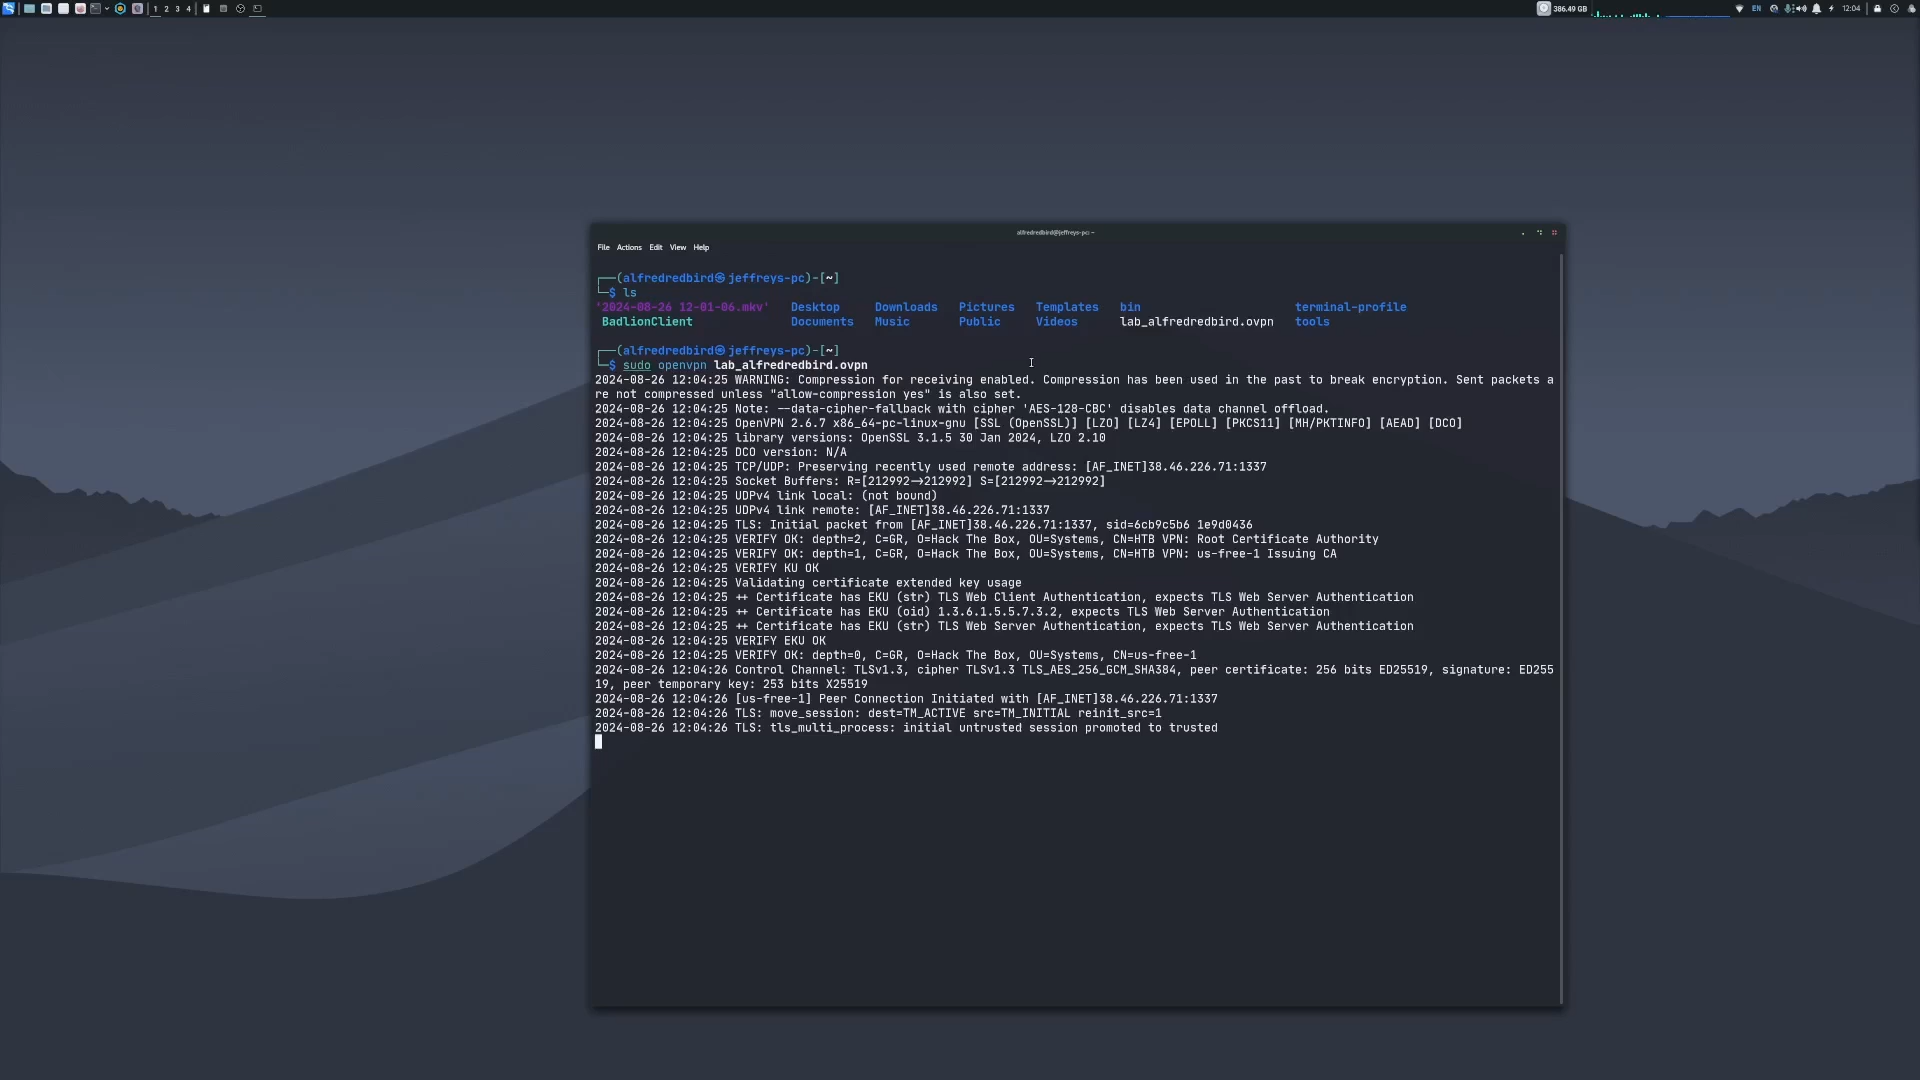 1 2 3 4
386.49 GB
EN
12:04
alfredredbird@jeffreys-pc: ~
File Actions Edit View Help
┌──(alfredredbird㉿jeffreys-pc)-[~]
└─$ ls
'2024-08-26 12-01-06.mkv' Desktop Downloads Pictures Templates bin terminal-profile
BadlionClient Documents Music Public Videos lab_alfredredbird.ovpn tools
┌──(alfredredbird㉿jeffreys-pc)-[~]
└─$ sudo openvpn lab_alfredredbird.ovpn
2024-08-26 12:04:25 WARNING: Compression for receiving enabled. Compression has been used in the past to break encryption. Sent packets a
re not compressed unless "allow-compression yes" is also set.
2024-08-26 12:04:25 Note: --data-cipher-fallback with cipher 'AES-128-CBC' disables data channel offload.
2024-08-26 12:04:25 OpenVPN 2.6.7 x86_64-pc-linux-gnu [SSL (OpenSSL)] [LZO] [LZ4] [EPOLL] [PKCS11] [MH/PKTINFO] [AEAD] [DCO]
2024-08-26 12:04:25 library versions: OpenSSL 3.1.5 30 Jan 2024, LZO 2.10
2024-08-26 12:04:25 DCO version: N/A
2024-08-26 12:04:25 TCP/UDP: Preserving recently used remote address: [AF_INET]38.46.226.71:1337
2024-08-26 12:04:25 Socket Buffers: R=[212992→212992] S=[212992→212992]
2024-08-26 12:04:25 UDPv4 link local: (not bound)
2024-08-26 12:04:25 UDPv4 link remote: [AF_INET]38.46.226.71:1337
2024-08-26 12:04:25 TLS: Initial packet from [AF_INET]38.46.226.71:1337, sid=6cb9c5b6 1e9d0436
2024-08-26 12:04:25 VERIFY OK: depth=2, C=GR, O=Hack The Box, OU=Systems, CN=HTB VPN: Root Certificate Authority
2024-08-26 12:04:25 VERIFY OK: depth=1, C=GR, O=Hack The Box, OU=Systems, CN=HTB VPN: us-free-1 Issuing CA
2024-08-26 12:04:25 VERIFY KU OK
2024-08-26 12:04:25 Validating certificate extended key usage
2024-08-26 12:04:25 ++ Certificate has EKU (str) TLS Web Client Authentication, expects TLS Web Server Authentication
2024-08-26 12:04:25 ++ Certificate has EKU (oid) 1.3.6.1.5.5.7.3.2, expects TLS Web Server Authentication
2024-08-26 12:04:25 ++ Certificate has EKU (str) TLS Web Server Authentication, expects TLS Web Server Authentication
2024-08-26 12:04:25 VERIFY EKU OK
2024-08-26 12:04:25 VERIFY OK: depth=0, C=GR, O=Hack The Box, OU=Systems, CN=us-free-1
2024-08-26 12:04:26 Control Channel: TLSv1.3, cipher TLSv1.3 TLS_AES_256_GCM_SHA384, peer certificate: 256 bits ED25519, signature: ED255
19, peer temporary key: 253 bits X25519
2024-08-26 12:04:26 [us-free-1] Peer Connection Initiated with [AF_INET]38.46.226.71:1337
2024-08-26 12:04:26 TLS: move_session: dest=TM_ACTIVE src=TM_INITIAL reinit_src=1
2024-08-26 12:04:26 TLS: tls_multi_process: initial untrusted session promoted to trusted